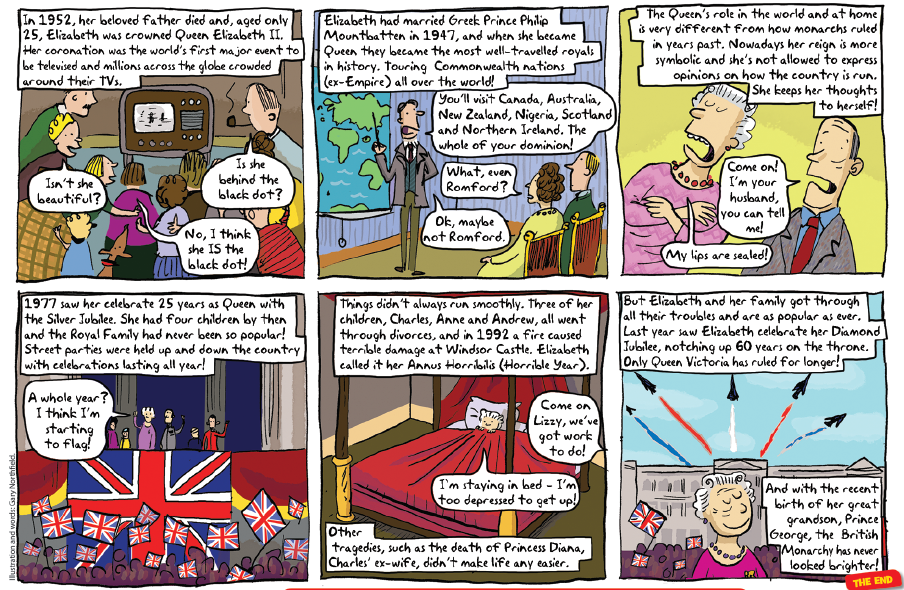 In 1952, her beloved father died and, aged only
25, Elizabeth was crowned Queen Elizabeth II.
Her coronation was the world's first major event to
be televised and millions across the globe crowded
around their TVs.
Isn't she
beautiful?
Is she
behind the
black dot?
No, I think
she IS the
black dot!
Elizabeth had married Greek Prince Philip
Mountbatten in 1947, and when she became
Queen they became the most well-travelled royals
in history. Touring Commonwealth nations
(ex-Empire) all over the world!
You'll visit Canada, Australia,
New Zealand, Nigeria, Scotland
and Northern Ireland. The
whole of your dominion!
What, even
Romford?
Ok, maybe
not Romford.
The Queen's role in the world and at home
is very different from how monarchs ruled
in years past. Nowadays her reign is more
symbolic and she's not allowed to express
opinions on how the country is run.
She keeps her thoughts
to herself!
Come on!
I'm your
husband,
you can tell
me!
My lips are sealed!
1977 saw her celebrate 25 years as Queen with
the Silver Jubilee. She had four children by then
and the Royal Family had never been so popular!
Street parties were held up and down the country
with celebrations lasting all year!
A whole year?
I think I'm
starting
to flag!
Illustration and words: Gary Northfield.
Things didn't always run smoothly. Three of her
children, Charles, Anne and Andrew, all went
through divorces, and in 1992 a fire caused
terrible damage at Windsor Castle. Elizabeth
called it her Annus Horribilis (Horrible Year).
Come on
Lizzy, we've
got work
to do!
I'm staying in bed - I'm
too depressed to get up!
Other
tragedies, such as the death of Princess Diana,
Charles' ex-wife, didn't make life any easier.
But Elizabeth and her family got through
all their troubles and are as popular as ever.
Last year saw Elizabeth celebrate her Diamond
Jubilee, notching up 60 years on the throne.
Only Queen Victoria has ruled for longer!
And with the recent
birth of her great
grandson, Prince
George, the British
Monarchy has never
looked brighter!
THE END